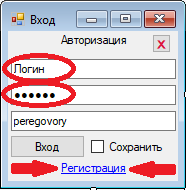 Вход
Авторизация
X
Логин
●●●●●●
peregovory
Вход Сохранить
Регистрация